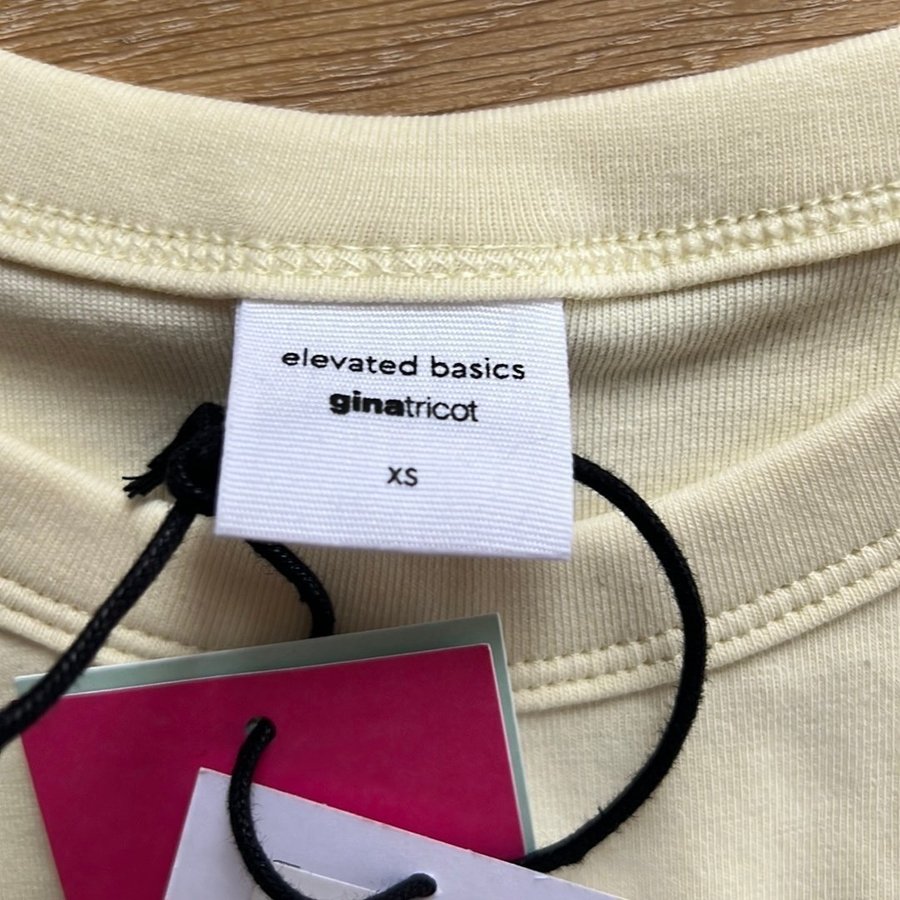 elevated basics
ginatricot
XS